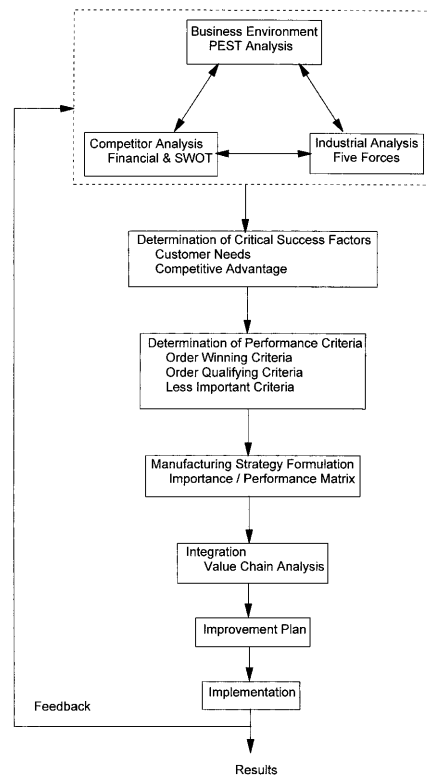 Business Environment
PEST Analysis
Competitor Analysis
Financial & SWOT
Industrial Analysis
Five Forces
Determination of Critical Success Factors
Customer Needs
Competitive Advantage
Determination of Performance Criteria
Order Winning Criteria
Order Qualifying Criteria
Less Important Criteria
Manufacturing Strategy Formulation
Importance / Performance Matrix
Integration
Value Chain Analysis
Improvement Plan
Implementation
Feedback
Results